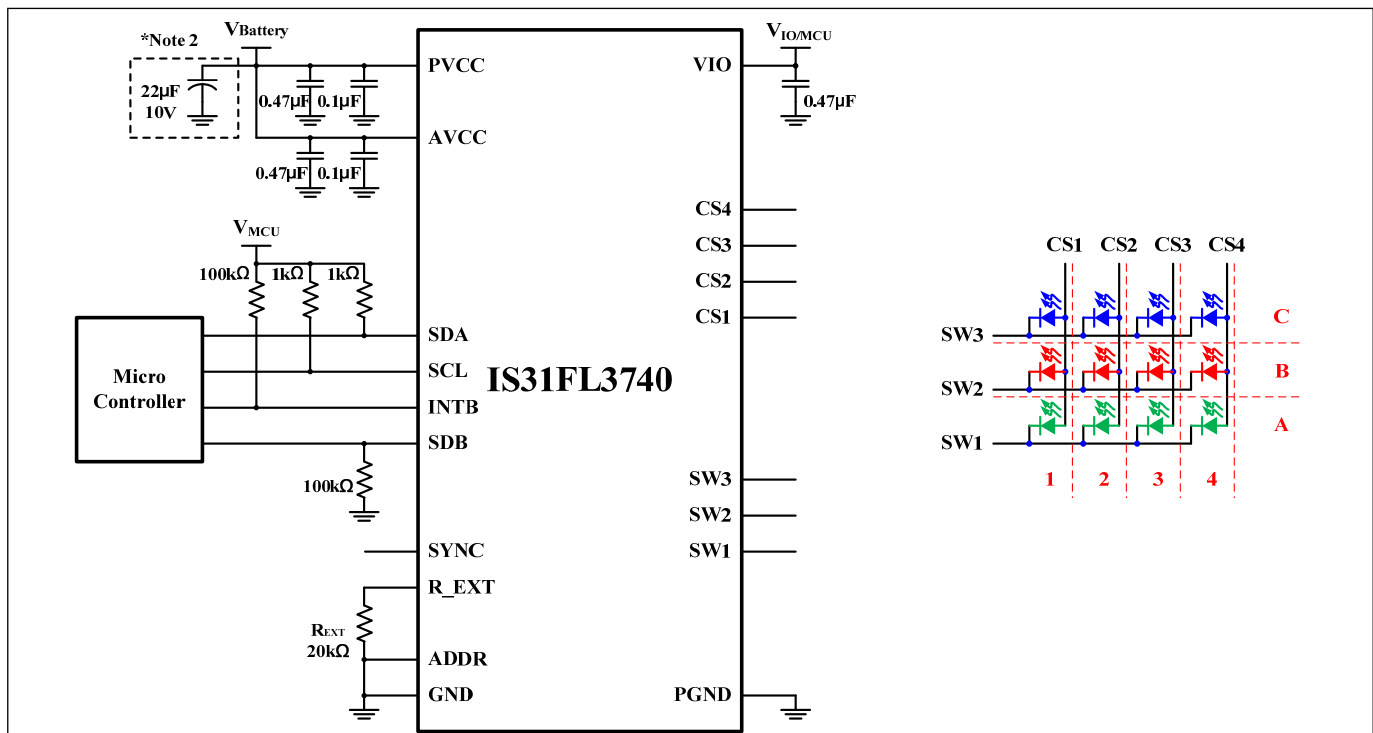 *Note 2
VBattery
22µF
10V
0.47µF
0.1µF
0.47µF
0.1µF
PVCC
AVCC
VIO/MCU
VIO
0.47µF
VMCU
100kΩ
1kΩ
1kΩ
Micro
Controller
SDA
SCL
INTB
SDB
100kΩ
SYNC
R_EXT
REXT
20kΩ
ADDR
GND
IS31FL3740
CS4
CS3
CS2
CS1
SW3
SW2
SW1
PGND
CS1 CS2 CS3 CS4
SW3
C
SW2
B
SW1
A
1 2 3 4